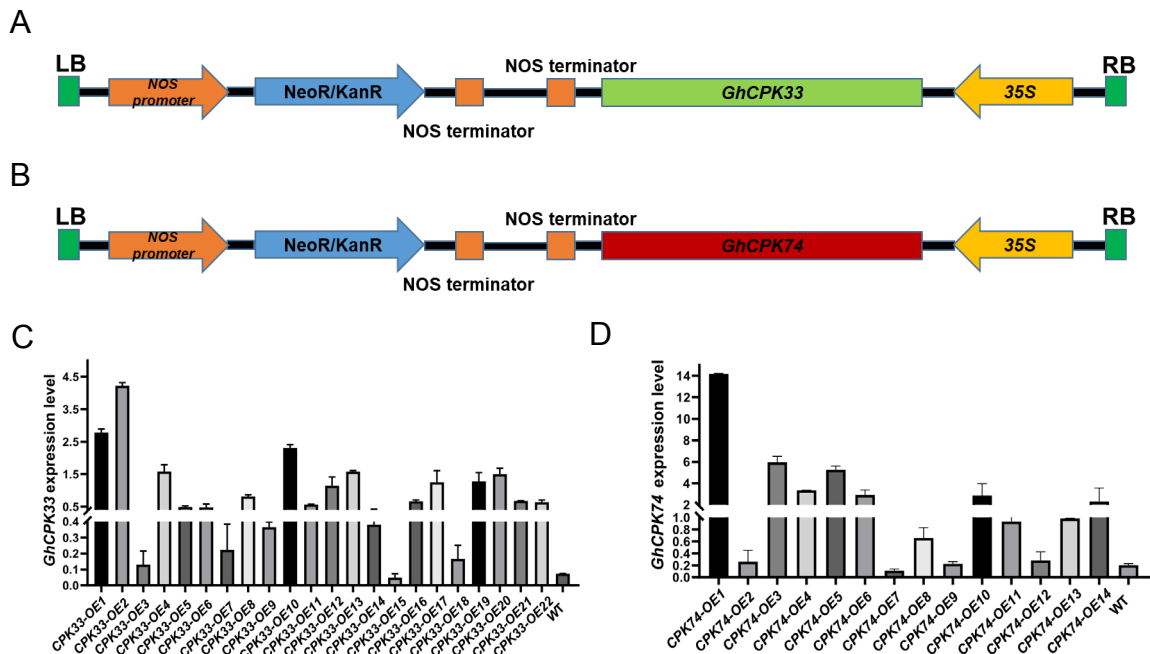 A
LB
NOS promoter
NeoR/KanR
NOS terminator
NOS terminator
GhCPK33
35S
RB
B
LB
NOS promoter
NeoR/KanR
NOS terminator
NOS terminator
GhCPK74
35S
RB
C
GhCPK33 expression level
4.5
3.5
2.5
1.5
0.5
0.4
0.3
0.2
0.1
0.0
CPK33-OE1
CPK33-OE2
CPK33-OE3
CPK33-OE4
CPK33-OE5
CPK33-OE6
CPK33-OE7
CPK33-OE8
CPK33-OE9
CPK33-OE10
CPK33-OE11
CPK33-OE12
CPK33-OE13
CPK33-OE14
CPK33-OE15
CPK33-OE16
CPK33-OE17
CPK33-OE18
CPK33-OE19
CPK33-OE20
CPK33-OE21
CPK33-OE22
WT
D
GhCPK74 expression level
14
12
10
8
6
4
2
1.0
0.8
0.6
0.4
0.2
0.0
CPK74-OE1
CPK74-OE2
CPK74-OE3
CPK74-OE4
CPK74-OE5
CPK74-OE6
CPK74-OE7
CPK74-OE8
CPK74-OE9
CPK74-OE10
CPK74-OE11
CPK74-OE12
CPK74-OE13
CPK74-OE14
WT